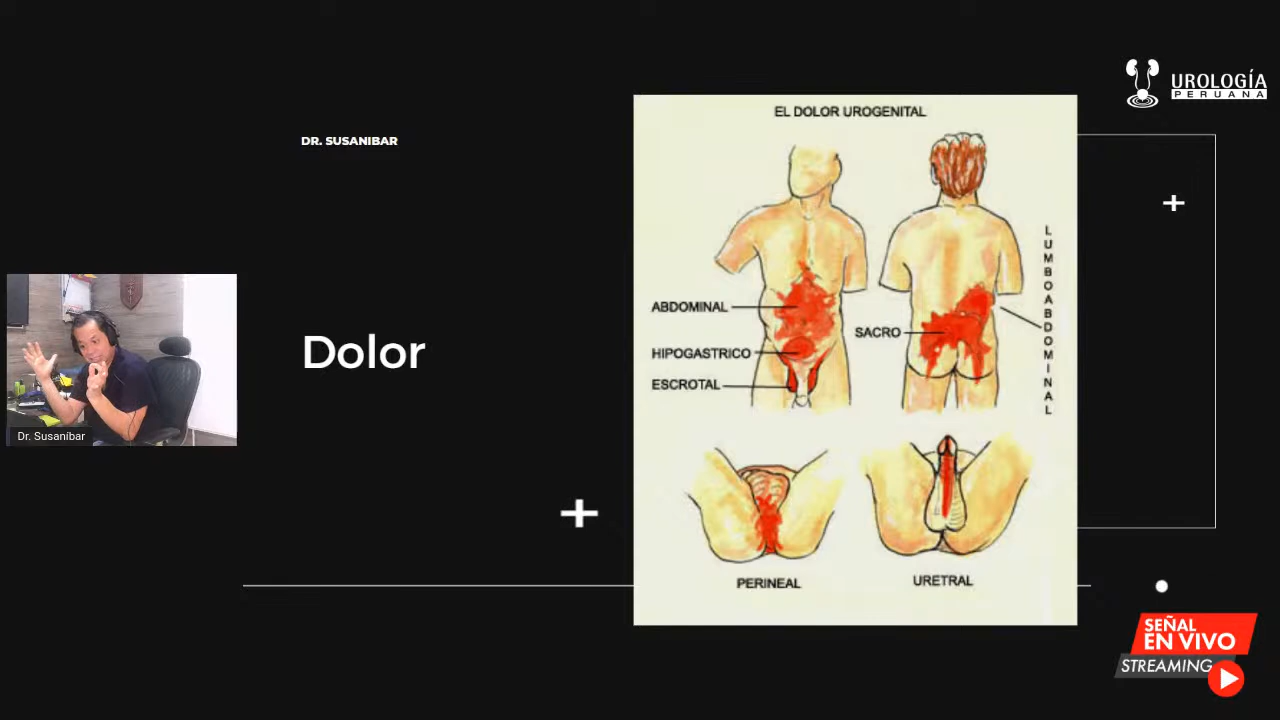 UROLOGÍA
PERUANA
DR. SUSANIBAR
Dolor
Dr. Susaníbar
EL DOLOR UROGENITAL
ABDOMINAL
HIPOGASTRICO
ESCROTAL
SACRO
LUMBOABDOMINAL
PERINEAL
URETRAL
SEÑAL
EN VIVO
STREAMING